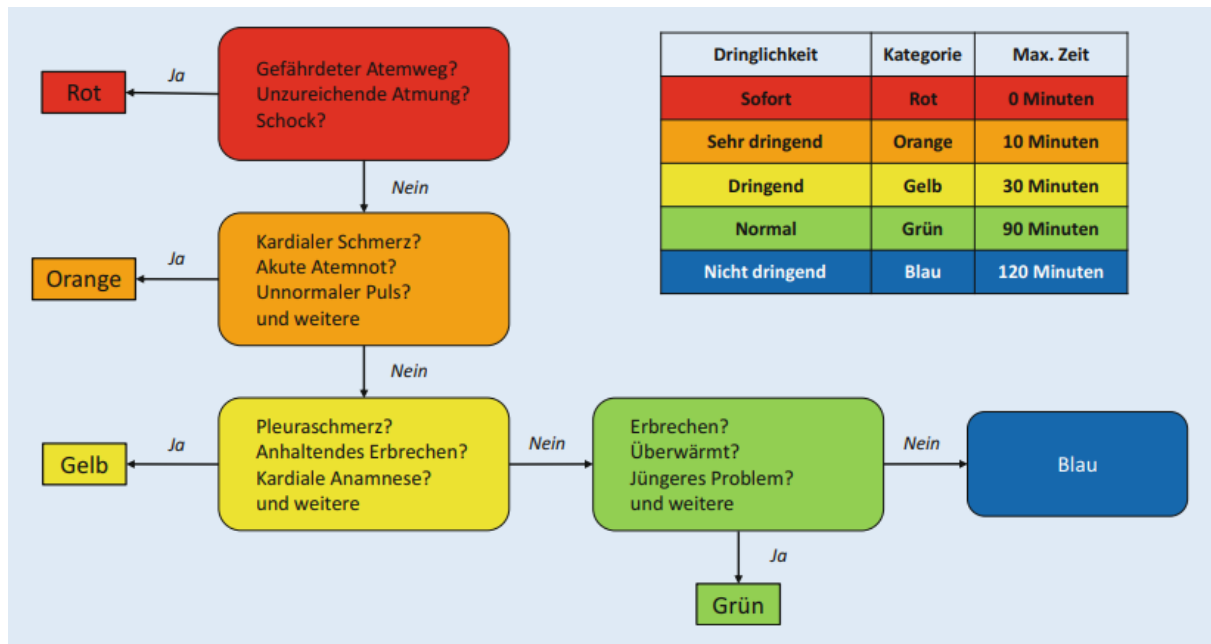 Rot
Ja
Gefährdeter Atemweg?
Unzureichende Atmung?
Schock?
Nein
Orange
Ja
Kardialer Schmerz?
Akute Atemnot?
Unnormaler Puls?
und weitere
Nein
Gelb
Ja
Pleuraschmerz?
Anhaltendes Erbrechen?
Kardiale Anamnese?
und weitere
Nein
Erbrechen?
Überwärmt?
Jüngeres Problem?
und weitere
Nein
Blau
Ja
Grün
Dringlichkeit Kategorie Max. Zeit
Sofort Rot 0 Minuten
Sehr dringend Orange 10 Minuten
Dringend Gelb 30 Minuten
Normal Grün 90 Minuten
Nicht dringend Blau 120 Minuten